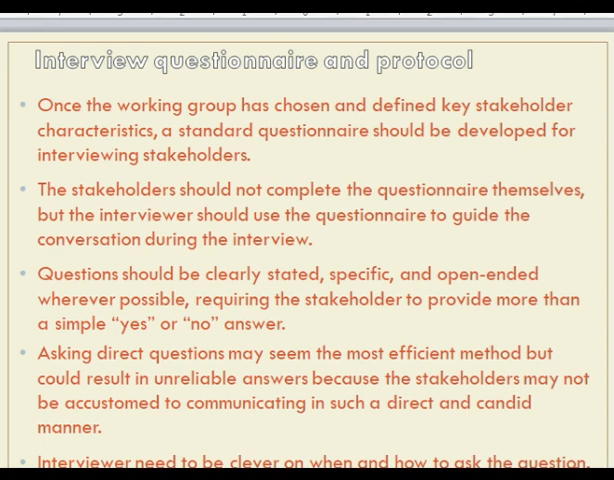 Interview questionnaire and protocol
• Once the working group has chosen and defined key stakeholder
characteristics, a standard questionnaire should be developed for
interviewing stakeholders.
• The stakeholders should not complete the questionnaire themselves,
but the interviewer should use the questionnaire to guide the
conversation during the interview.
• Questions should be clearly stated, specific, and open-ended
wherever possible, requiring the stakeholder to provide more than
a simple “yes” or “no” answer.
• Asking direct questions may seem the most efficient method but
could result in unreliable answers because the stakeholders may not
be accustomed to communicating in such a direct and candid
manner.
• Interviewer need to be clever on when and how to ask the question.